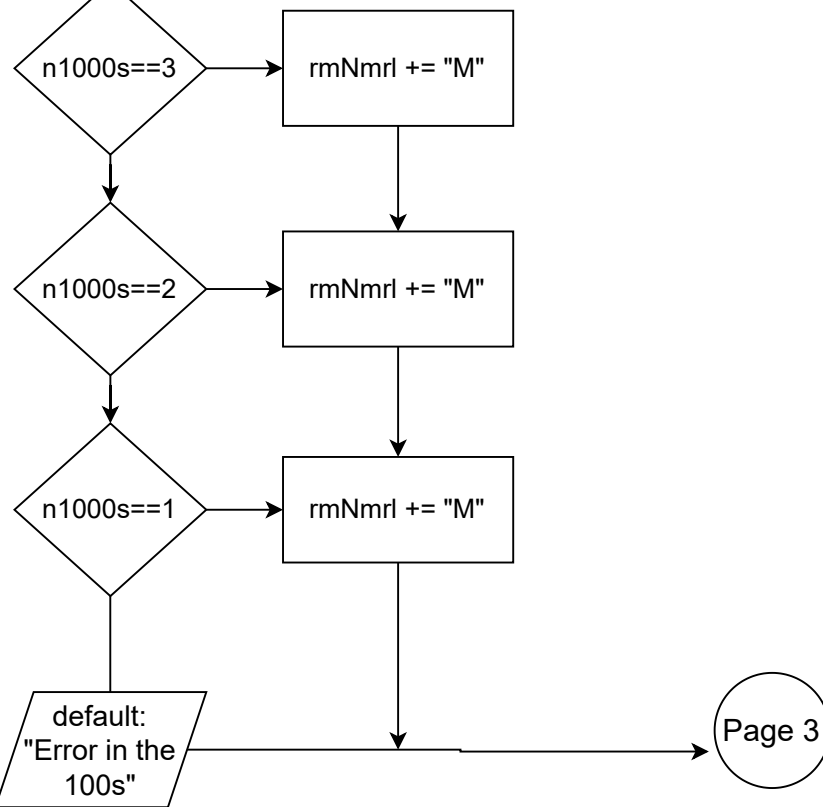 n1000s==3
rmNmrl += "M"
n1000s==2
rmNmrl += "M"
n1000s==1
rmNmrl += "M"
default:
"Error in the
100s"
Page 3